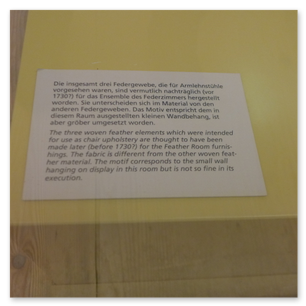 Die insgesamt drei Federgewebe, die für Armlehnstühle
vorgesehen waren, sind vermutlich nachträglich (vor
1730?) für das Ensemble des Federzimmers hergestellt
worden. Sie unterscheiden sich im Material von den
anderen Federgeweben. Das Motiv entspricht dem in
diesem Raum ausgestellten kleinen Wandbehang, ist
aber gröber umgesetzt worden.
The three woven feather elements which were intended
for use as chair upholstery are thought to have been
made later (before 1730?) for the Feather Room furnis-
hings. The fabric is different from the other woven feat-
her material. The motif corresponds to the small wall
hanging on display in this room but is not so fine in its
execution.